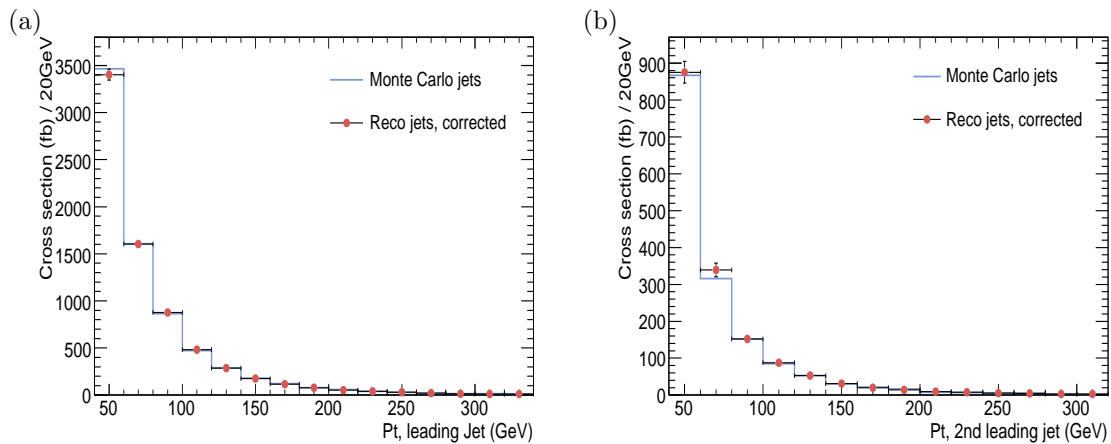 (a)
Cross section (fb) / 20GeV
3500
3000
2500
2000
1500
1000
500
0
Monte Carlo jets
Reco jets, corrected
50 100 150 200 250 300
Pt, leading Jet (GeV)
(b)
Cross section (fb) / 20GeV
900
800
700
600
500
400
300
200
100
0
Monte Carlo jets
Reco jets, corrected
50 100 150 200 250 300
Pt, 2nd leading jet (GeV)